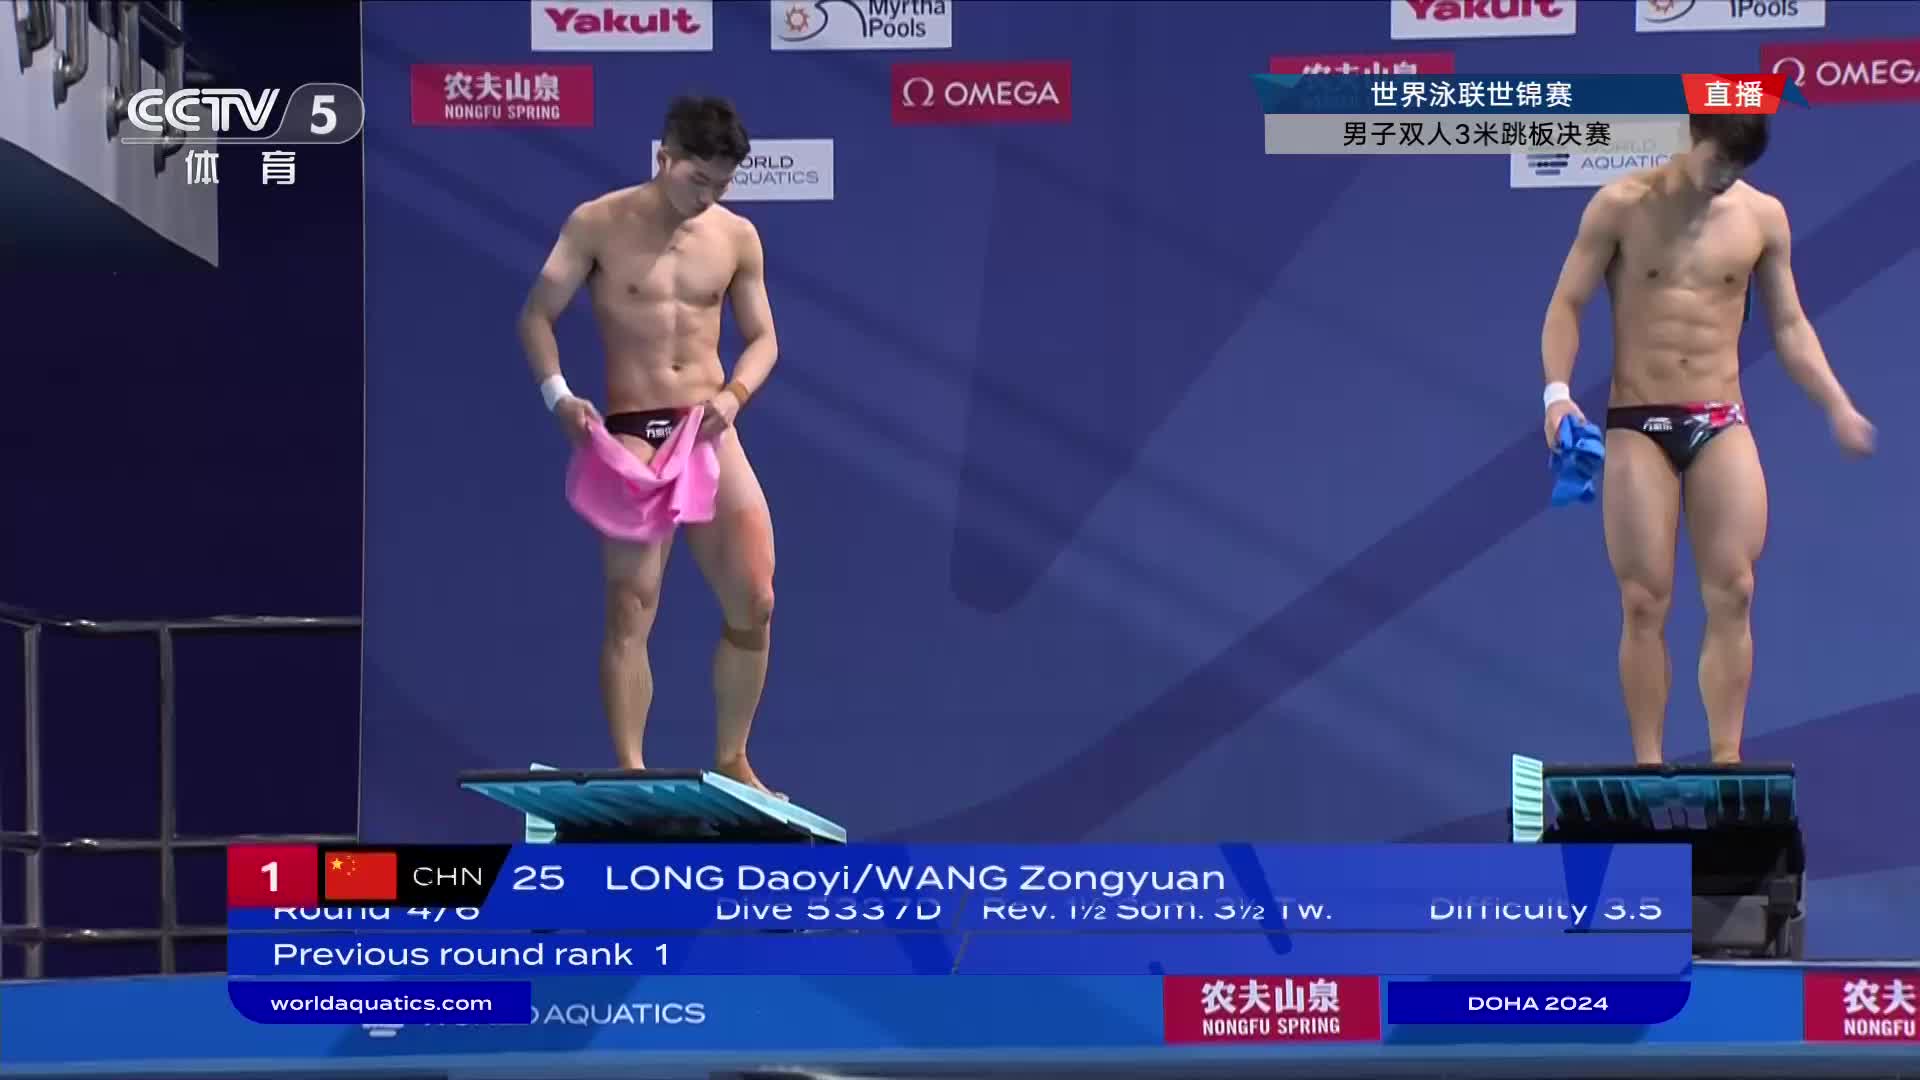 Yakult
Myrtha
Pools
Yakult
Pools
农夫山泉
NONGFU SPRING
OMEGA
OMEGA
CCTV 5
体 育
世界泳联世锦赛 直播
男子双人3米跳板决赛
AQUATICS
WORLD
AQUATICS
1 CHN 25 LONG Daoyi/WANG Zongyuan
Round 4/6 Dive 5337D Rev. 1½ Som. 3½ Tw. Difficulty 3.5
Previous round rank 1
worldaquatics.com
AQUATICS
农夫山泉
NONGFU SPRING
DOHA 2024
农夫
NONGFU